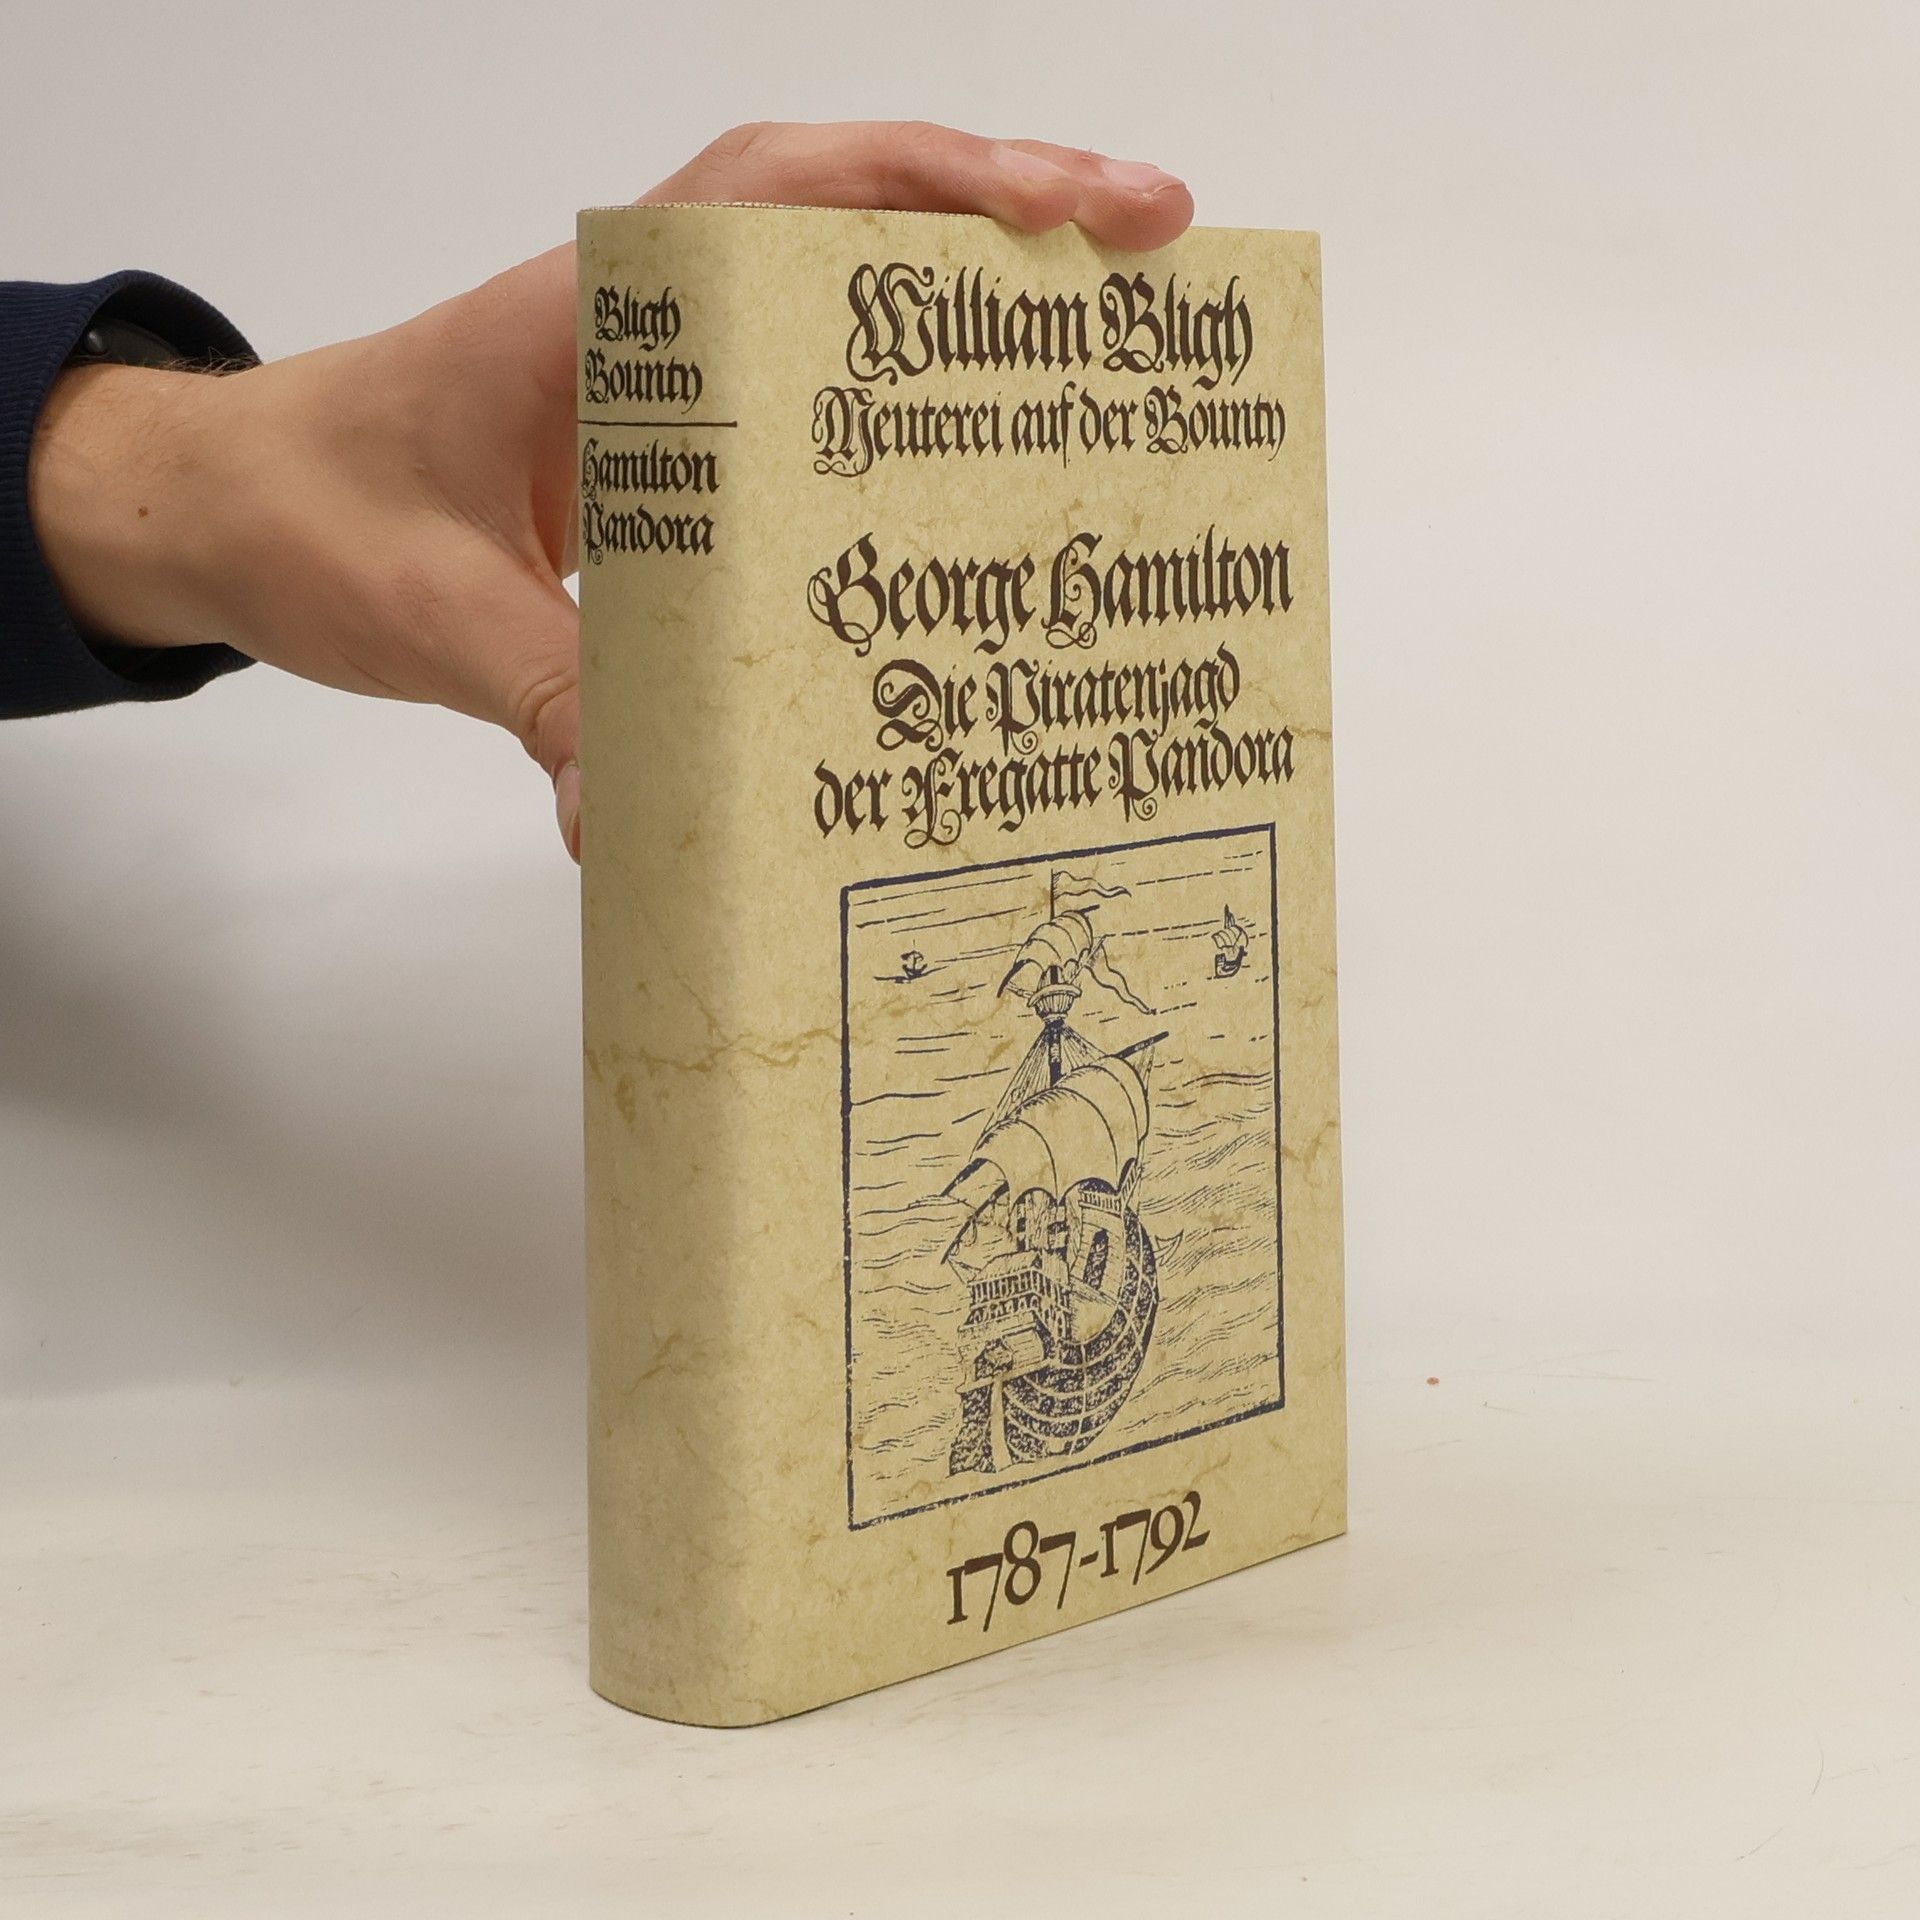 Bligh
Bounty
Hamilton
Pandora
William Bligh
Meuterei auf der Bounty
George Hamilton
Die Piratenjagd
der Fregatte Pandora
1787-1792